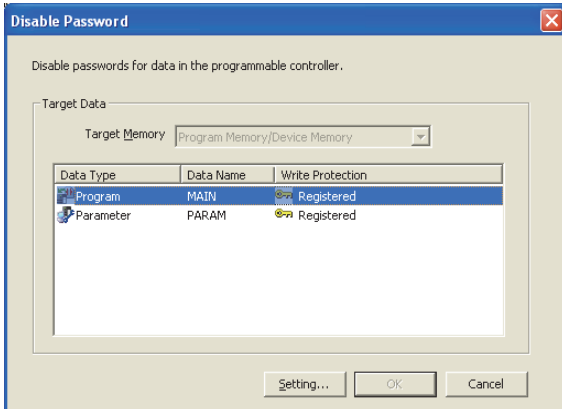 Disable Password
Disable passwords for data in the programmable controller.
Target Data
Target Memory Program Memory/Device Memory
Data Type Data Name Write Protection
Program MAIN Registered
Parameter PARAM Registered
Setting... OK Cancel